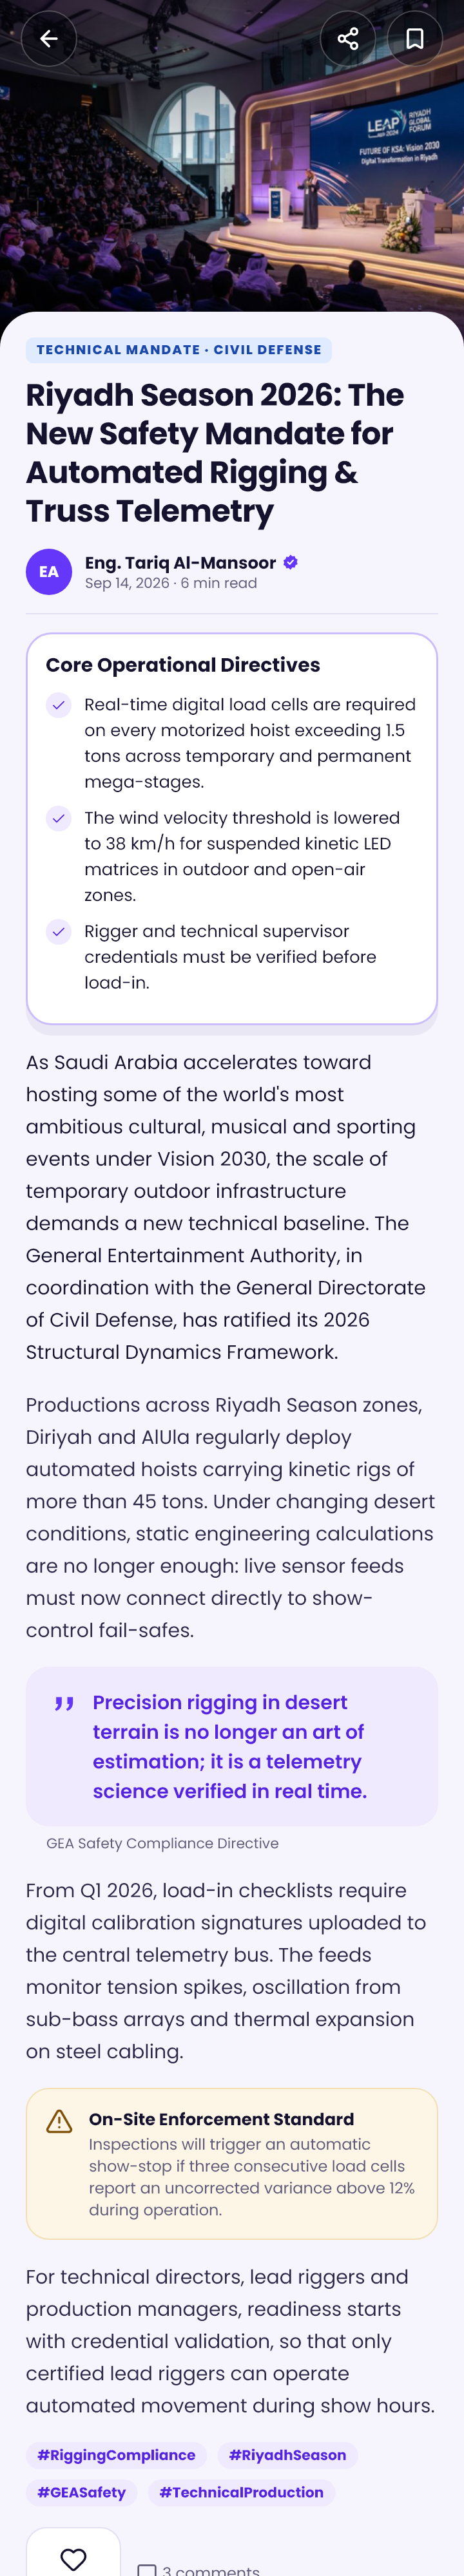 LEAP
RIYADH
GLOBAL
FORUM
FUTURE OF KSA: Vision 2030
Digital Transformation in Riyadh
TECHNICAL MANDATE · CIVIL DEFENSE
Riyadh Season 2026: The
New Safety Mandate for
Automated Rigging &
Truss Telemetry
EA
Eng. Tariq Al-Mansoor
Sep 14, 2026 · 6 min read
Core Operational Directives
Real-time digital load cells are required
on every motorized hoist exceeding 1.5
tons across temporary and permanent
mega-stages.
The wind velocity threshold is lowered
to 38 km/h for suspended kinetic LED
matrices in outdoor and open-air
zones.
Rigger and technical supervisor
credentials must be verified before
load-in.
As Saudi Arabia accelerates toward
hosting some of the world's most
ambitious cultural, musical and sporting
events under Vision 2030, the scale of
temporary outdoor infrastructure
demands a new technical baseline. The
General Entertainment Authority, in
coordination with the General Directorate
of Civil Defense, has ratified its 2026
Structural Dynamics Framework.
Productions across Riyadh Season zones,
Diriyah and AlUla regularly deploy
automated hoists carrying kinetic rigs of
more than 45 tons. Under changing desert
conditions, static engineering calculations
are no longer enough: live sensor feeds
must now connect directly to show-
control fail-safes.
” Precision rigging in desert
terrain is no longer an art of
estimation; it is a telemetry
science verified in real time.
GEA Safety Compliance Directive
From Q1 2026, load-in checklists require
digital calibration signatures uploaded to
the central telemetry bus. The feeds
monitor tension spikes, oscillation from
sub-bass arrays and thermal expansion
on steel cabling.
On-Site Enforcement Standard
Inspections will trigger an automatic
show-stop if three consecutive load cells
report an uncorrected variance above 12%
during operation.
For technical directors, lead riggers and
production managers, readiness starts
with credential validation, so that only
certified lead riggers can operate
automated movement during show hours.
#RiggingCompliance #RiyadhSeason
#GEASafety #TechnicalProduction
3 comments